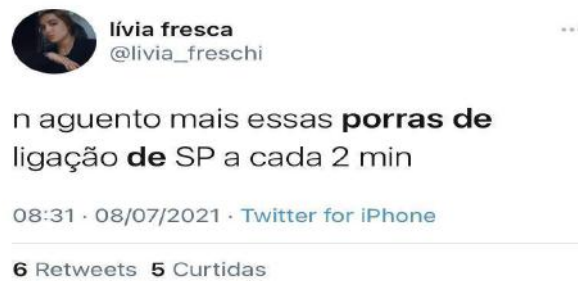 lívia fresca
@livia_freschi
n aguento mais essas porras de
ligação de SP a cada 2 min
08:31 · 08/07/2021 · Twitter for iPhone
6 Retweets 5 Curtidas